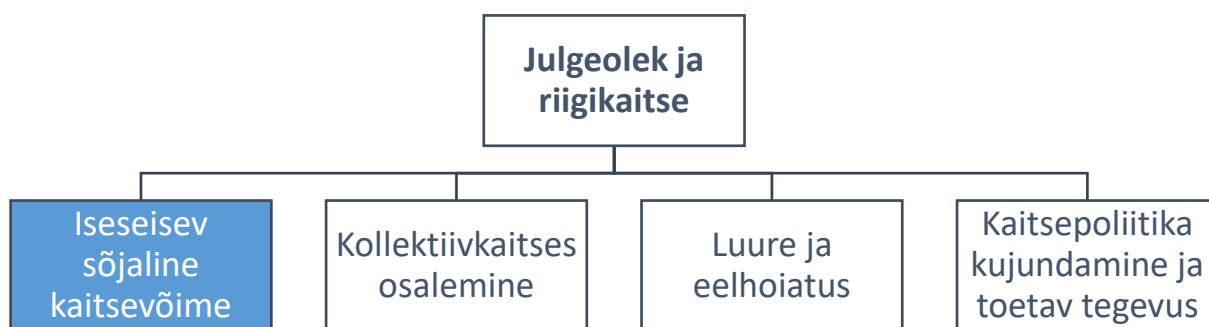 Julgeolek ja
riigikaitse
Iseseisev
sõjaline
kaitsevõime
Kollektiivkaitses
osalemine
Luure ja
eelhoiatus
Kaitsepoliitika
kujundamine ja
toetav tegevus